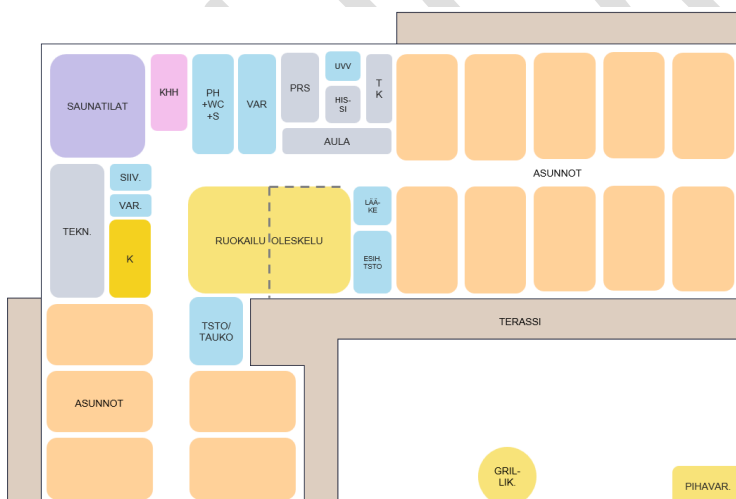 SAUNATILAT
KHH
PH
+WC
+S
VAR
PRS
UVV
HIS-
SI
T
K
AULA
ASUNNOT
TEKN.
SIIV.
VAR.
K
RUOKAILU OLESKELU
LÄÄ-
KE
ESIH.
TSTO
TSTO/
TAUKO
TERASSI
ASUNNOT
GRIL-
LIK.
PIHAVAR.